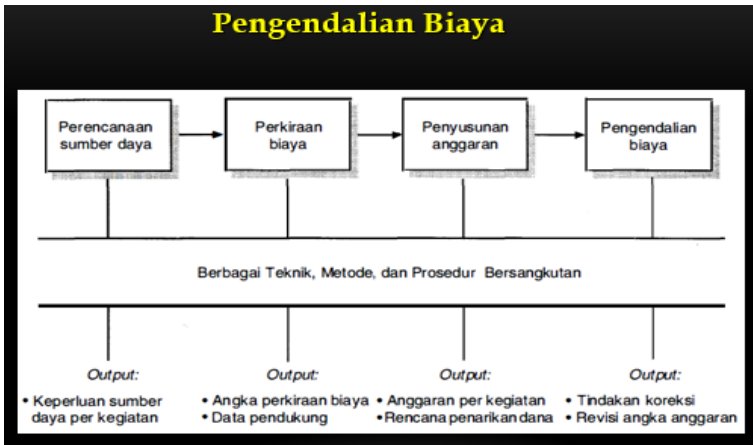 Pengendalian Biaya
Perencanaan
sumber daya
Perkiraan
biaya
Penyusunan
anggaran
Pengendalian
biaya
Berbagai Teknik, Metode, dan Prosedur Bersangkutan
Output:
• Keperluan sumber
daya per kegiatan
Output:
• Angka perkiraan biaya
• Data pendukung
Output:
• Anggaran per kegiatan
• Rencana penarikan dana
Output:
• Tindakan koreksi
• Revisi angka anggaran